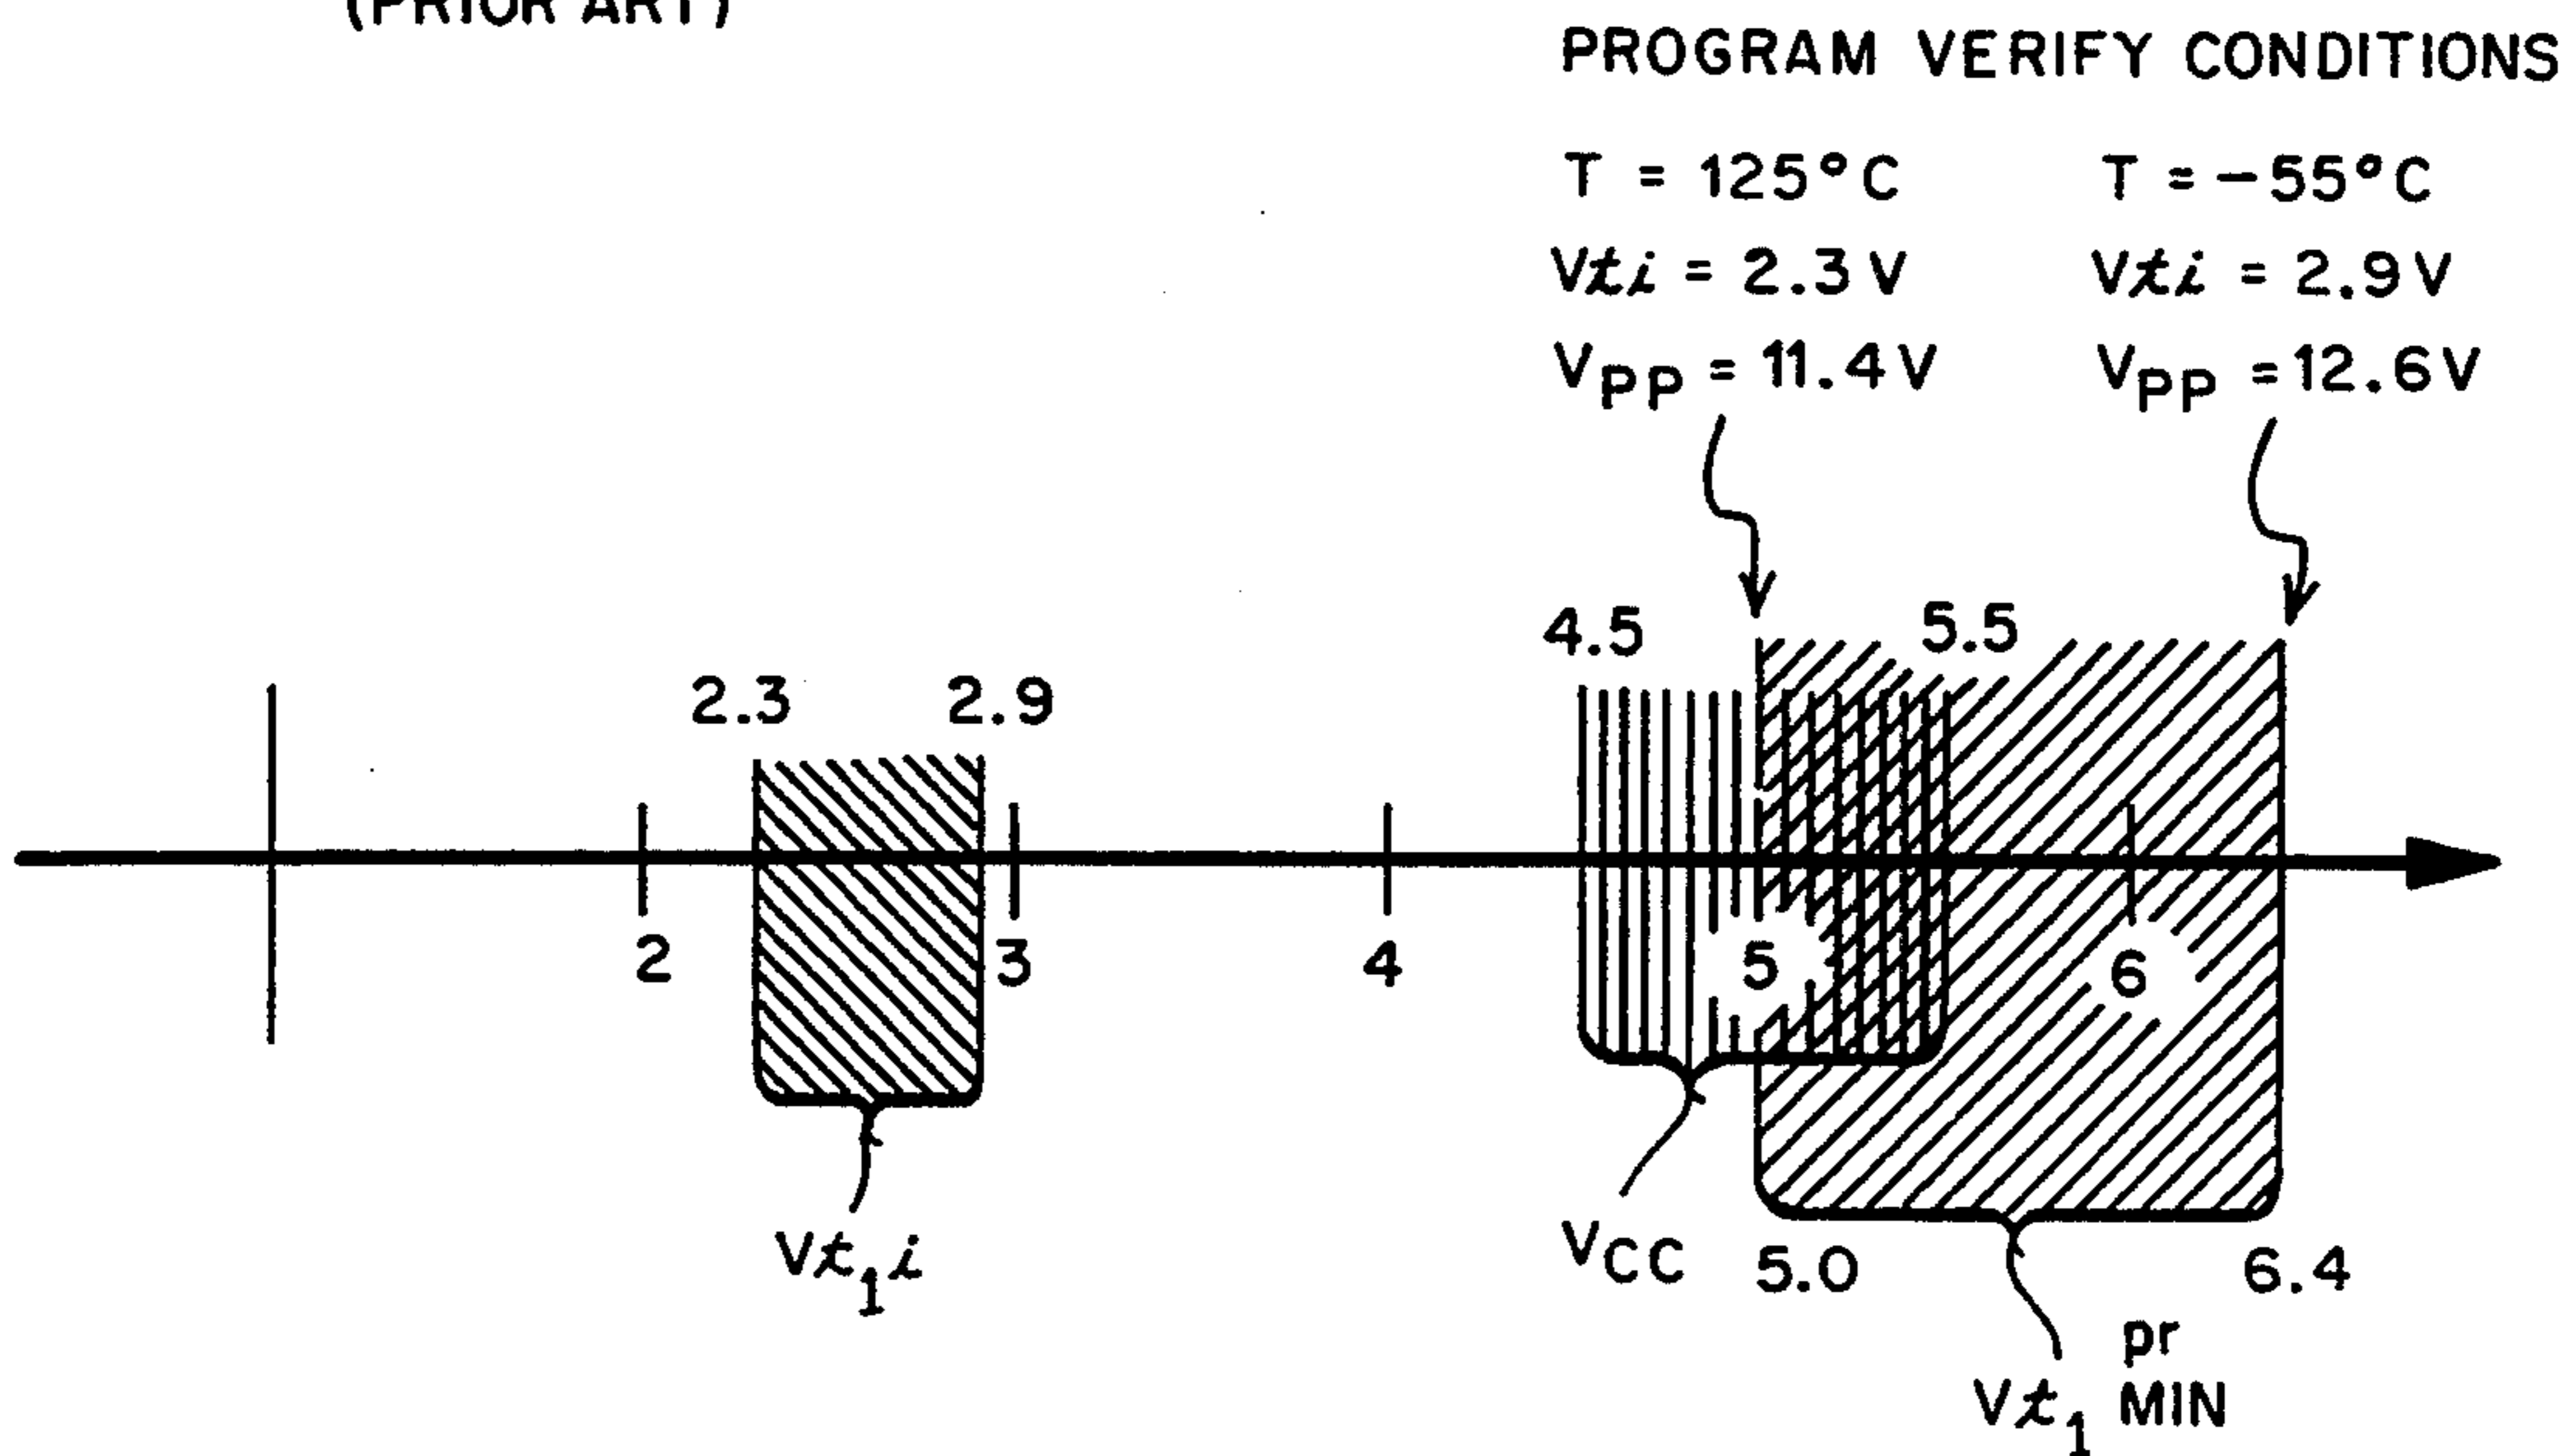 (PRIOR ART)
PROGRAM VERIFY CONDITIONS
T = 125°C T = -55°C
Vti = 2.3 V Vti = 2.9 V
VPP = 11.4 V VPP = 12.6 V
4.5 5.5
2.3 2.9
2 3 4 5 6
Vt1i
VCC 5.0 6.4
pr
Vt1 MIN